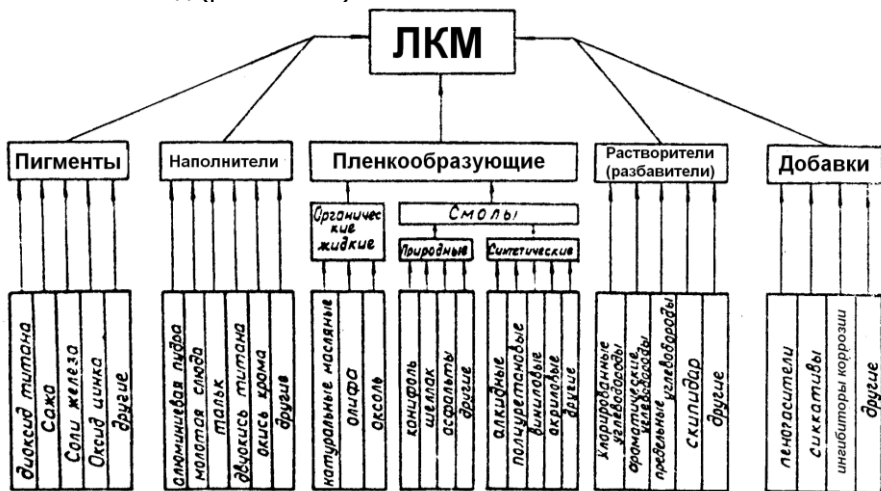 ЛКМ
Пигменты
Наполнители
Пленкообразующие
Растворители
(разбавители)
Добавки
Органичес
кие
жидкие
Смолы
Природные
Синтетические
диоксид титана
Сажа
Соли железа
Оксид цинка
другие
алюминиевая пудра
молотая слюда
тальк
двуокись титана
окись хрома
другие
натуральные масляные
олифа
оксоль
канифоль
шеллак
асфальты
другие
алкидные
полиуретановые
виниловые
акриловые
другие
Хлорированные
углеводороды
ароматические
углеводороды
предельные
углеводороды
скипидар
другие
пеногасители
сиккативы
ингибиторы коррозии
другие